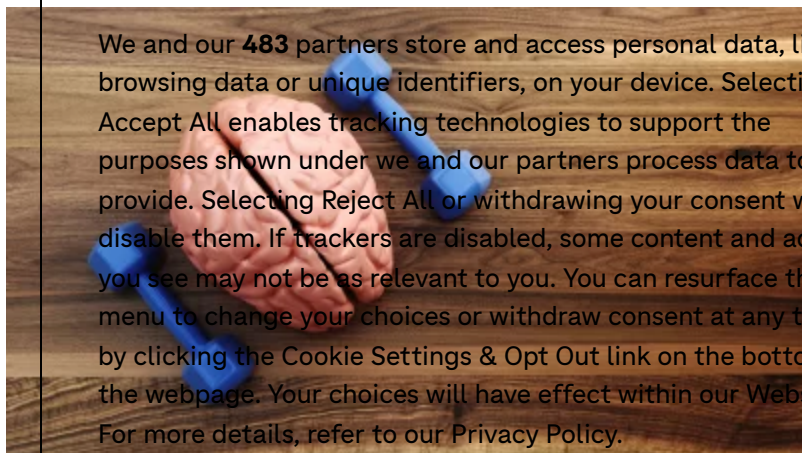 We and our 483 partners store and access personal data, li
browsing data or unique identifiers, on your device. Selecti
Accept All enables tracking technologies to support the
purposes shown under we and our partners process data to
provide. Selecting Reject All or withdrawing your consent w
disable them. If trackers are disabled, some content and ad
you see may not be as relevant to you. You can resurface th
menu to change your choices or withdraw consent at any t
by clicking the Cookie Settings & Opt Out link on the botto
the webpage. Your choices will have effect within our Web
For more details, refer to our Privacy Policy.